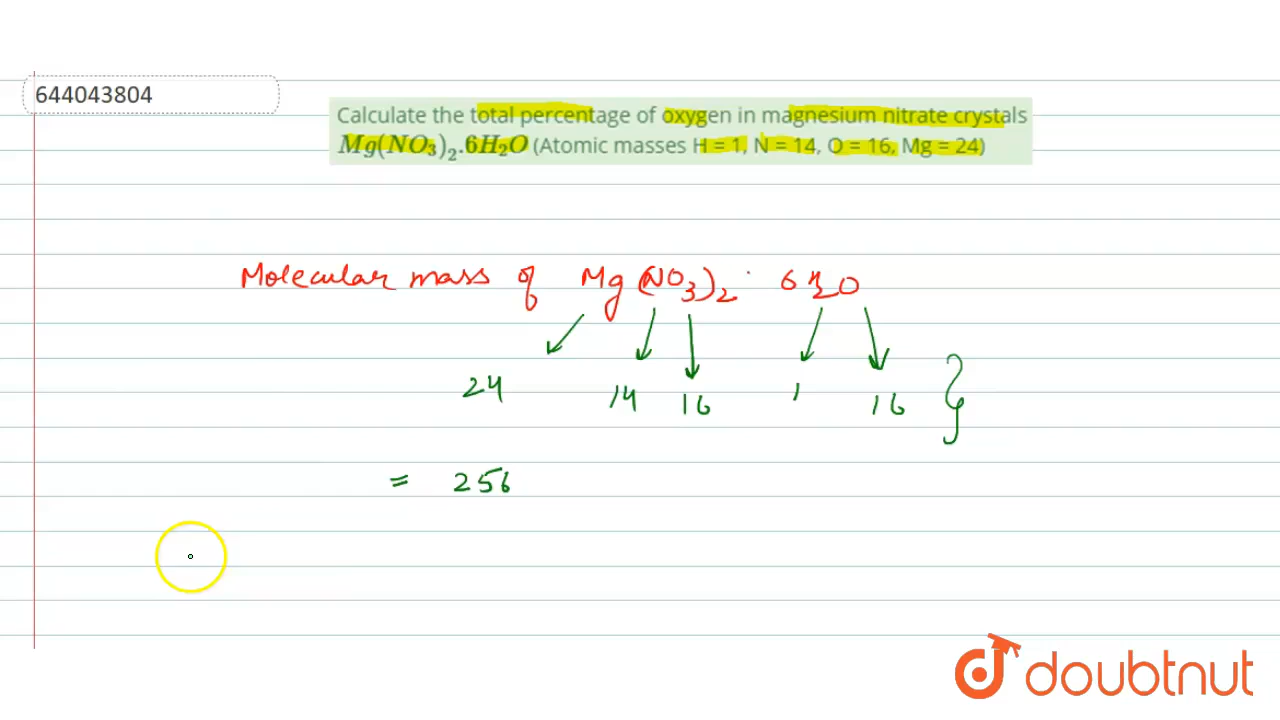 644043804
Calculate the total percentage of oxygen in magnesium nitrate crystals
Mg(NO₃)₂.6H₂O (Atomic masses H = 1, N = 14, O = 16, Mg = 24)
Molecular mass of Mg(NO₃)₂ · 6H₂O
24 14 16 1 16 }
= 256
doubtnut